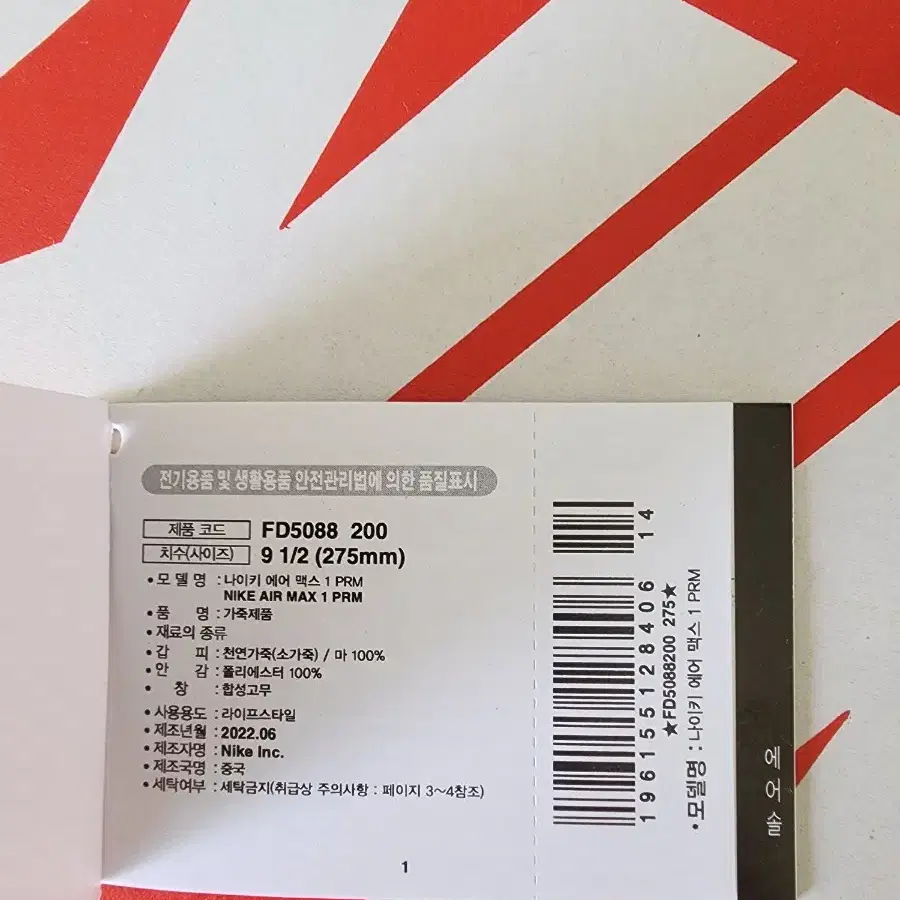 전기용품 및 생활용품 안전관리법에 의한 품질표시
제품 코드 FD5088 200
치수(사이즈) 9 1/2 (275mm)
•모 델 명 : 나이키 에어 맥스 1 PRM
NIKE AIR MAX 1 PRM
•품 명 : 가죽제품
•재료의 종류
•갑 피 : 천연가죽(소가죽) / 마 100%
•안 감 : 폴리에스터 100%
• 창 : 합성고무
•사용용도 : 라이프스타일
•제조년월 : 2022.06
•제조자명 : Nike Inc.
•제조국명 : 중국
•세탁여부 : 세탁금지(취급상 주의사항 : 페이지 3~4참조)
1
196155128406 14
★FD5088200 275★
•모델명 : 나이키 에어 맥스 1 PRM
에어솔